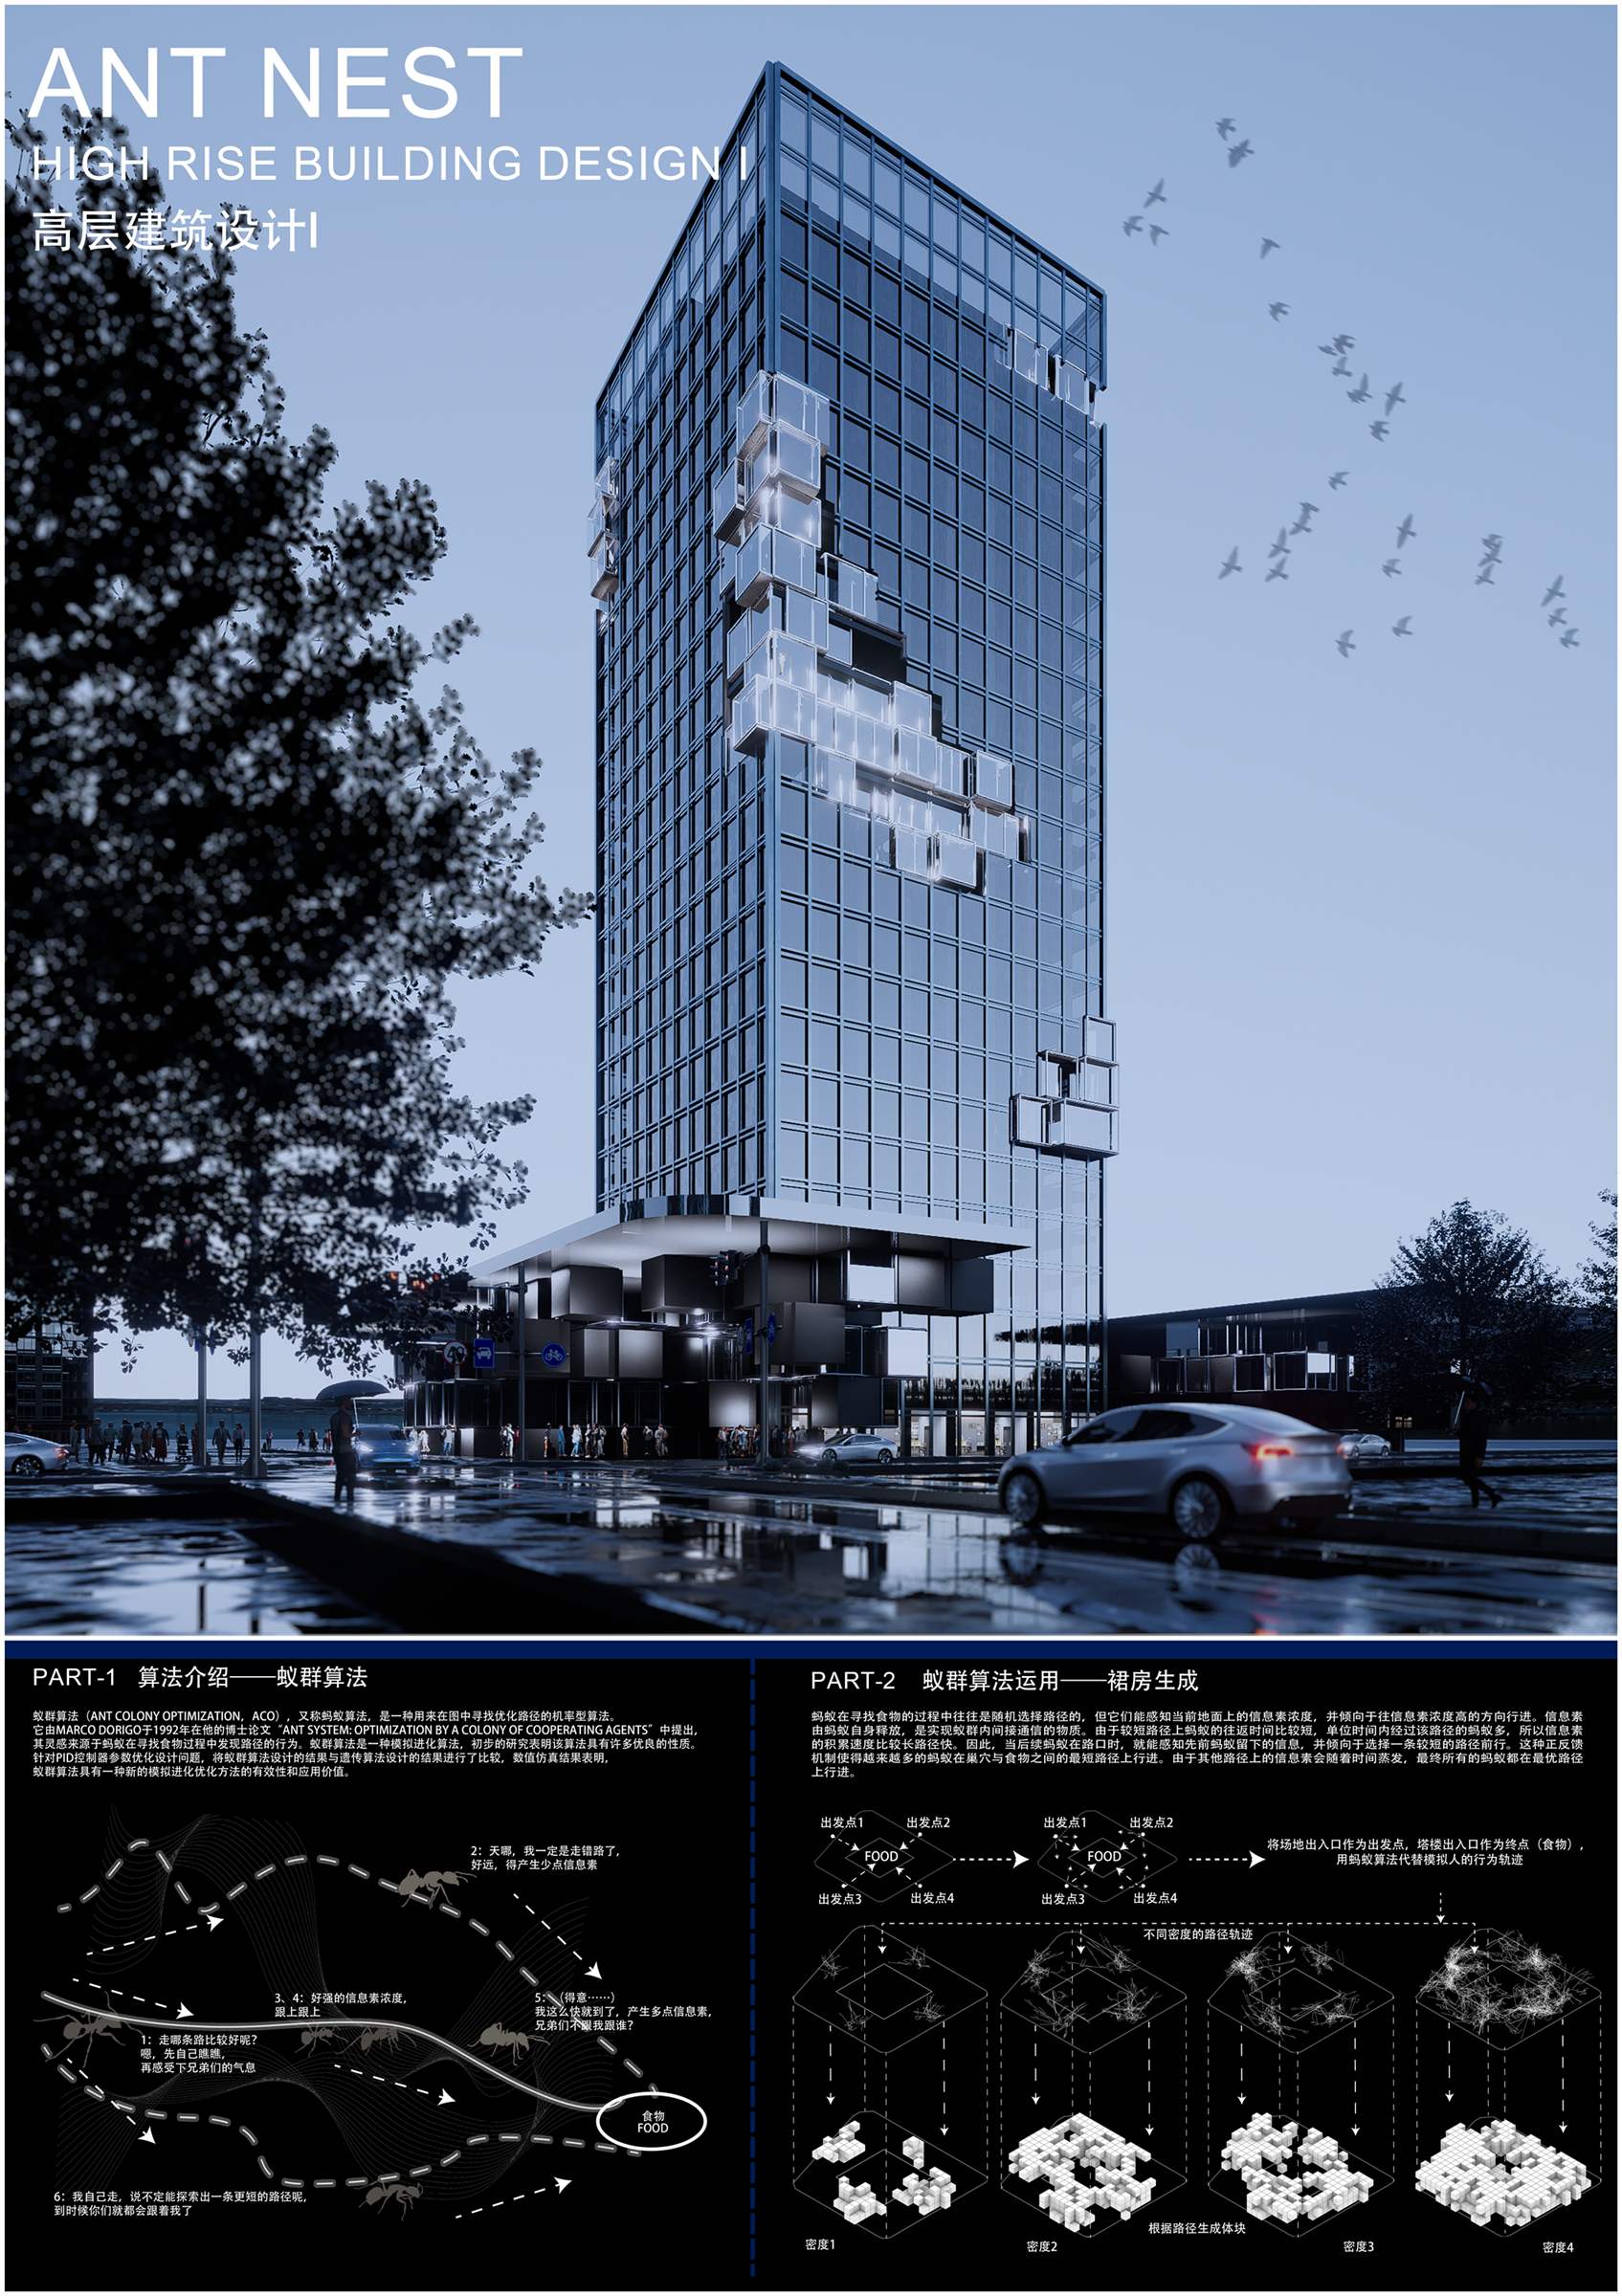 ANT NEST
HIGH RISE BUILDING DESIGN I
高层建筑设计I
PART-1 算法介绍——蚁群算法
蚁群算法（ANT COLONY OPTIMIZATION，ACO），又称蚂蚁算法，是一种用来在图中寻找优化路径的机率型算法。
它由MARCO DORIGO于1992年在他的博士论文“ANT SYSTEM: OPTIMIZATION BY A COLONY OF COOPERATING AGENTS”中提出，
其灵感来源于蚂蚁在寻找食物过程中发现路径的行为。蚁群算法是一种模拟进化算法，初步的研究表明该算法具有许多优良的性质。
针对PID控制器参数优化设计问题，将蚁群算法设计的结果与遗传算法设计的结果进行了比较，数值仿真结果表明，
蚁群算法具有一种新的模拟进化优化方法的有效性和应用价值。
2：天哪，我一定是走错路了，
好远，得产生少点信息素
3、4：好强的信息素浓度，
跟上跟上
5：（得意……）
我这么快就到了，产生多点信息素，
兄弟们不跟我跟谁？
1：走哪条路比较好呢？
嗯，先自己瞧瞧，
再感受下兄弟们的气息
食物
FOOD
6：我自己走，说不定能探索出一条更短的路径呢，
到时候你们就都会跟着我了
PART-2 蚁群算法运用——裙房生成
蚂蚁在寻找食物的过程中往往是随机选择路径的，但它们能感知当前地面上的信息素浓度，并倾向于往信息素浓度高的方向行进。信息素
由蚂蚁自身释放，是实现蚁群内间接通信的物质。由于较短路径上蚂蚁的往返时间比较短，单位时间内经过该路径的蚂蚁多，所以信息素
的积累速度比较长路径快。因此，当后续蚂蚁在路口时，就能感知先前蚂蚁留下的信息，并倾向于选择一条较短的路径前行。这种正反馈
机制使得越来越多的蚂蚁在巢穴与食物之间的最短路径上行进。由于其他路径上的信息素会随着时间蒸发，最终所有的蚂蚁都在最优路径
上行进。
出发点1
出发点2
FOOD
出发点3
出发点4
出发点1
出发点2
FOOD
出发点3
出发点4
将场地出入口作为出发点，塔楼出入口作为终点（食物），
用蚂蚁算法代替模拟人的行为轨迹
不同密度的路径轨迹
根据路径生成体块
密度1
密度2
密度3
密度4